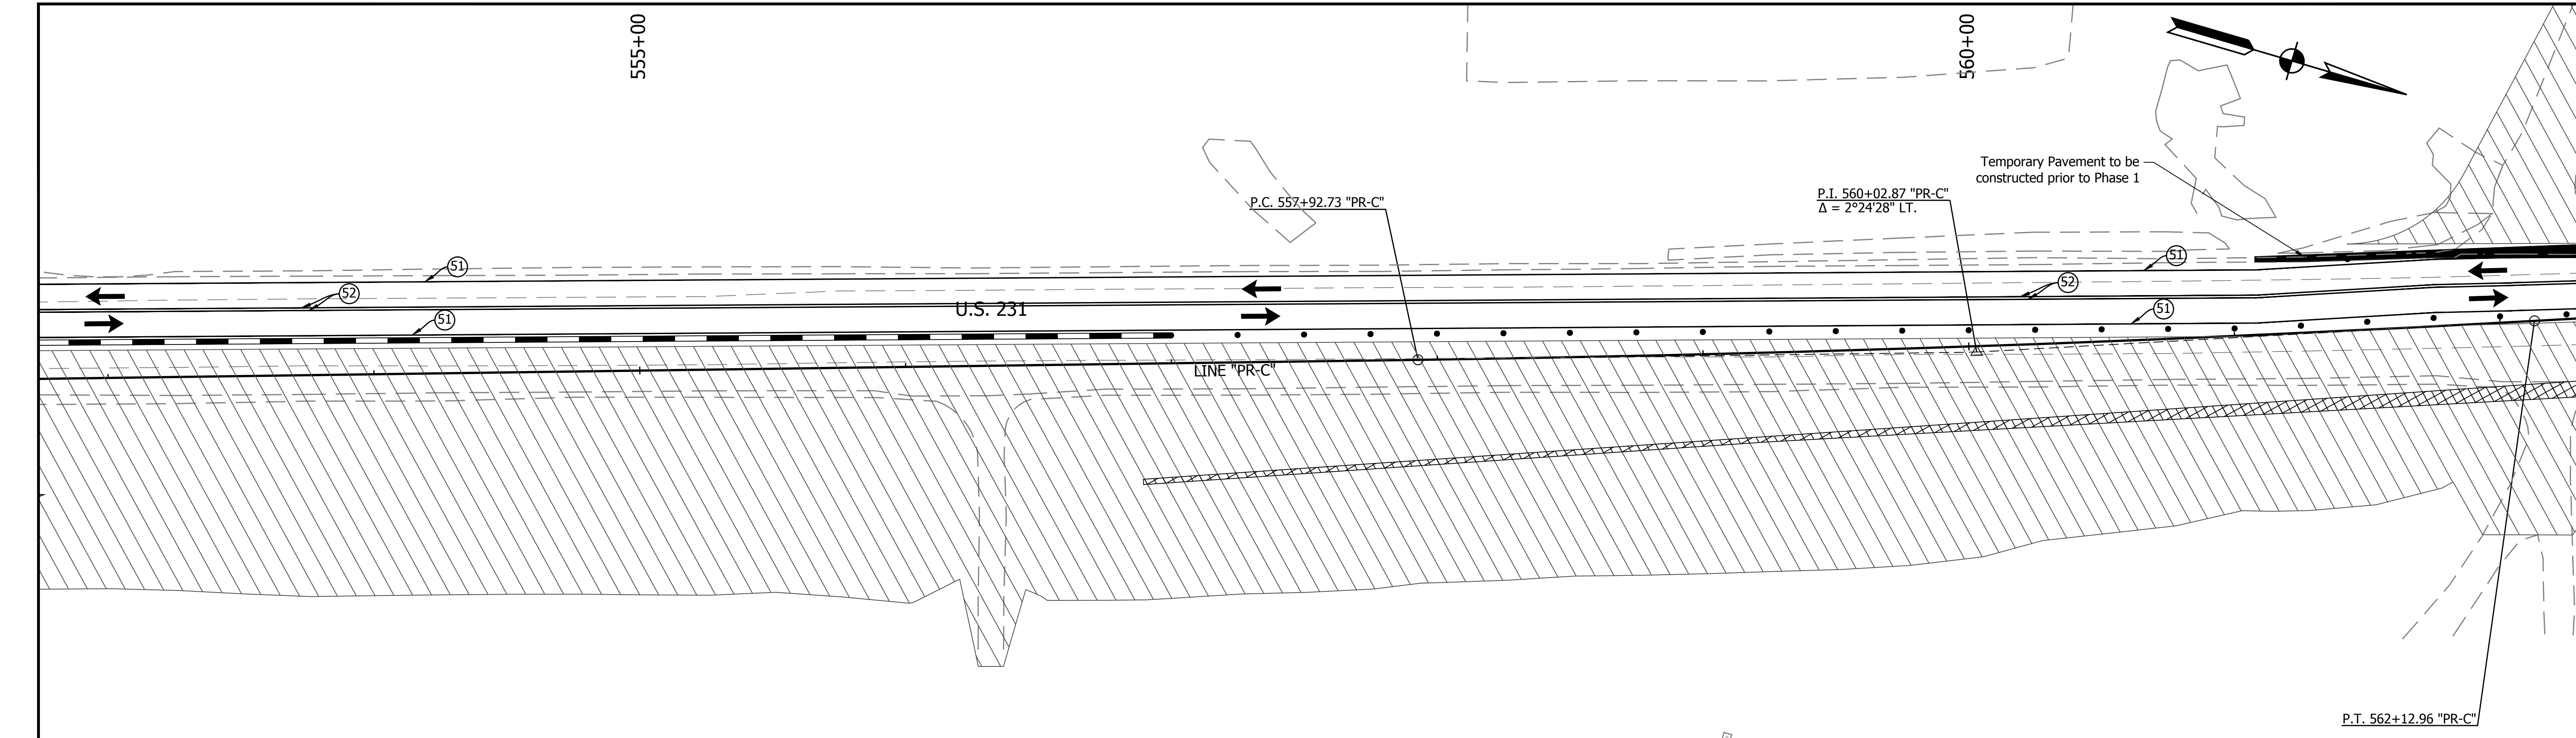 555+00
560+00
Temporary Pavement to be
constructed prior to Phase 1
P.C. 557+92.73 "PR-C"
P.I. 560+02.87 "PR-C"
Δ = 2°24'28" LT.
51
51
52
52
U.S. 231
51
51
LINE "PR-C"
P.T. 562+12.96 "PR-C"